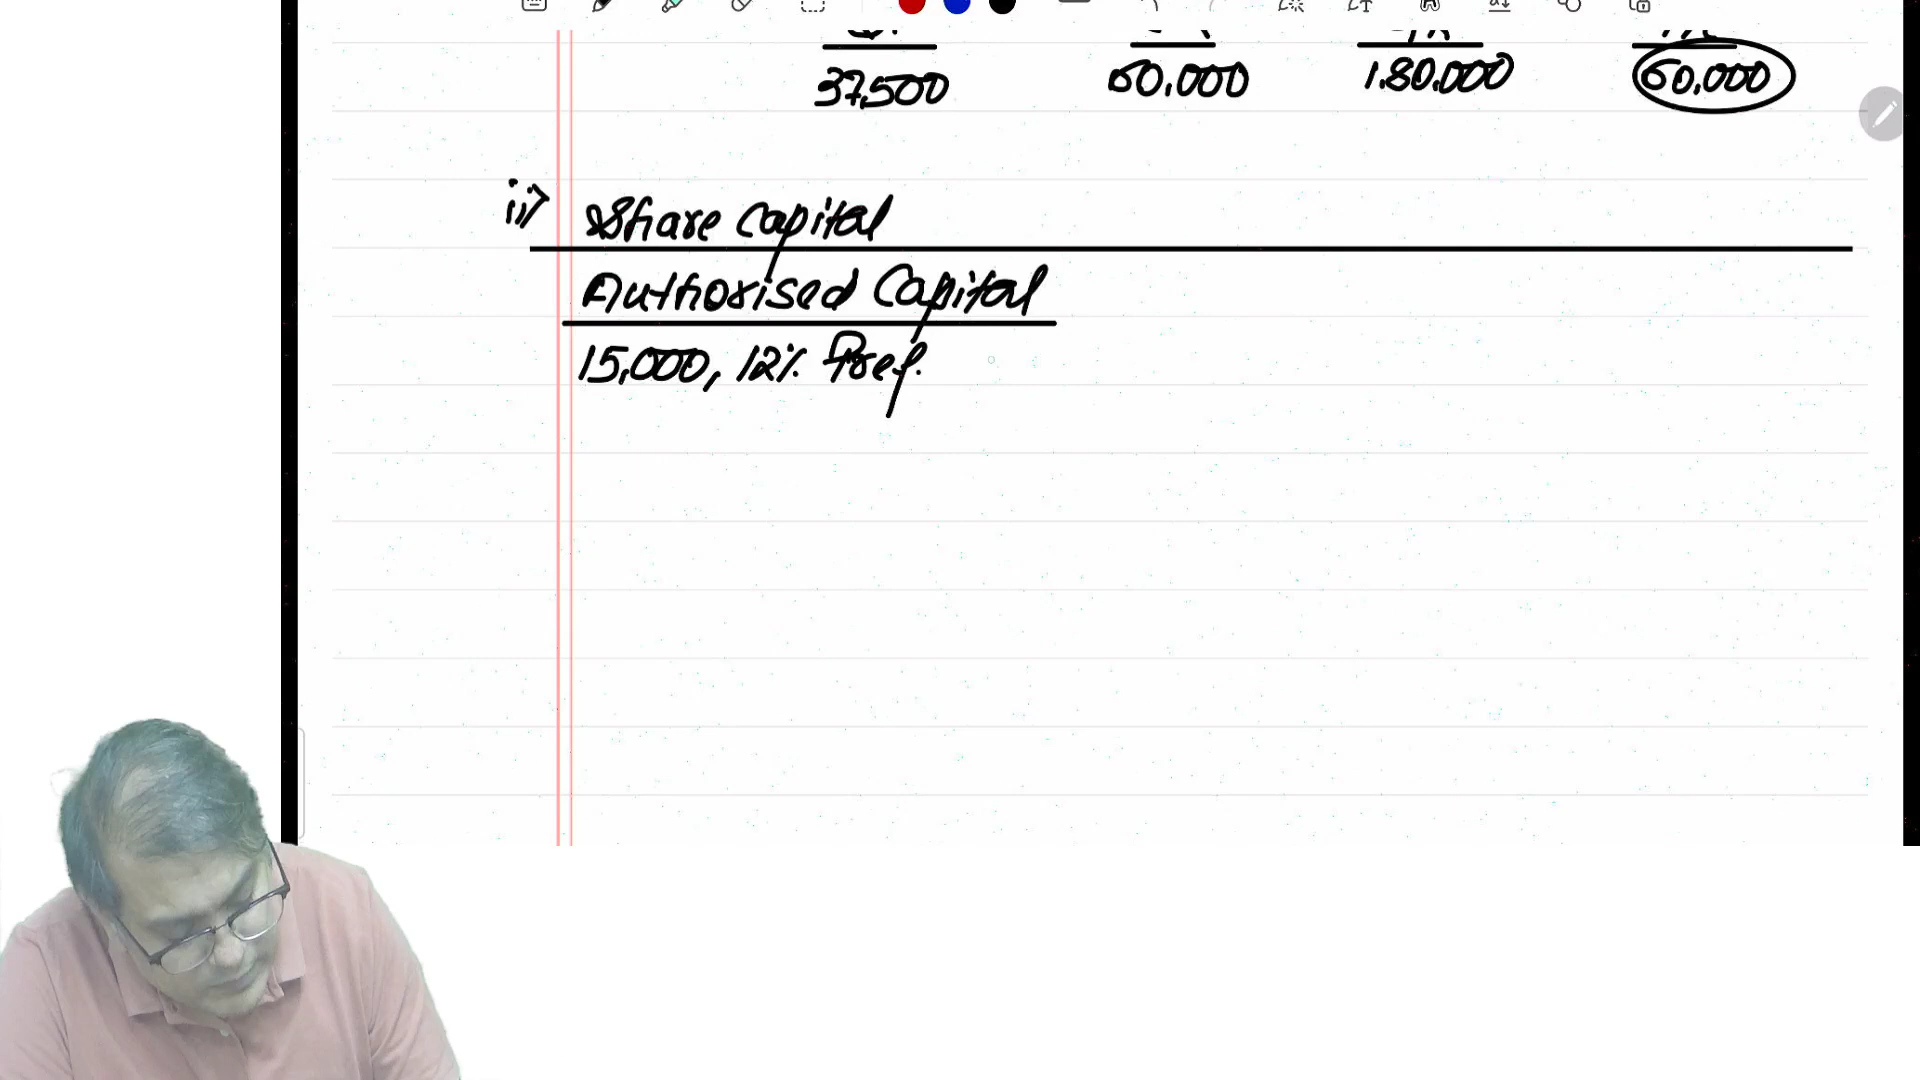 37,500 60,000 1,80,000 60,000
ii) Share Capital
Authorised Capital
15,000, 12% Pref.